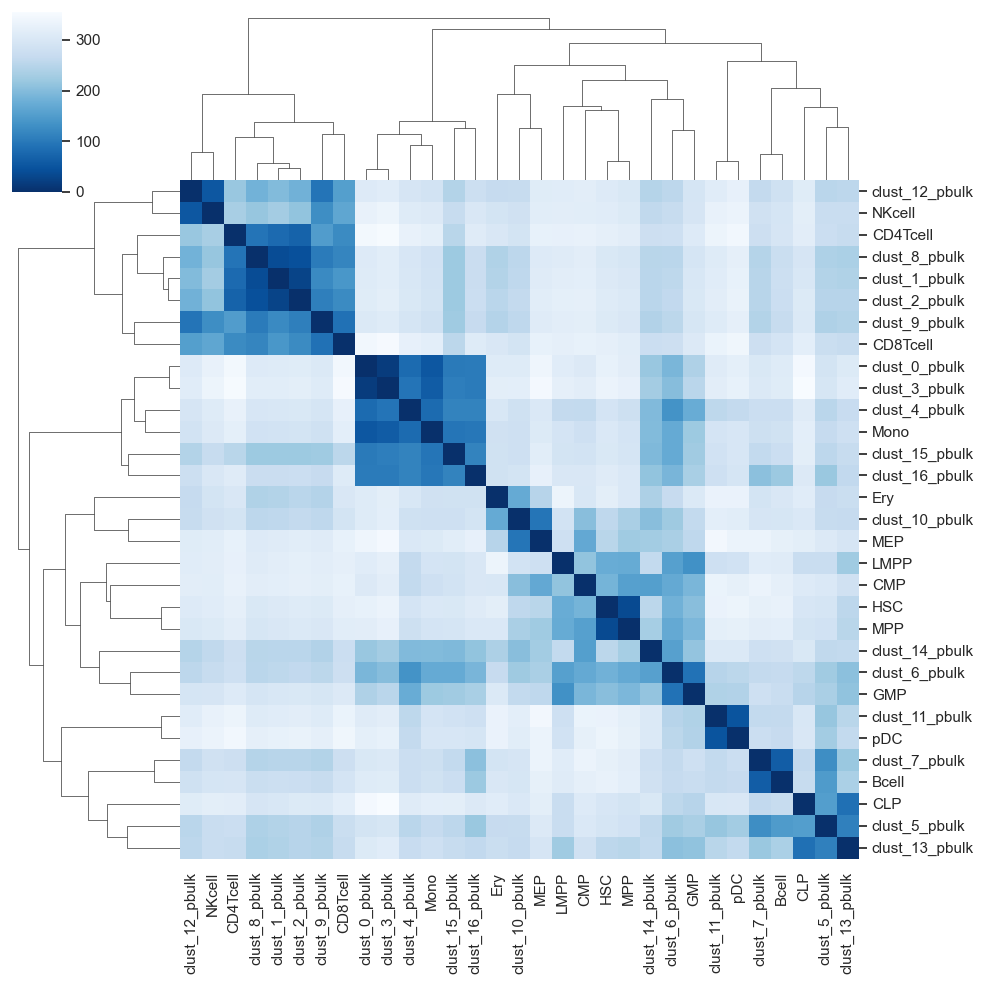 300
200
100
0
clust_12_pbulk
NKcell
CD4Tcell
clust_8_pbulk
clust_1_pbulk
clust_2_pbulk
clust_9_pbulk
CD8Tcell
clust_0_pbulk
clust_3_pbulk
clust_4_pbulk
Mono
clust_15_pbulk
clust_16_pbulk
Ery
clust_10_pbulk
MEP
LMPP
CMP
HSC
MPP
clust_14_pbulk
clust_6_pbulk
GMP
clust_11_pbulk
pDC
clust_7_pbulk
Bcell
CLP
clust_5_pbulk
clust_13_pbulk
clust_12_pbulk
NKcell
CD4Tcell
clust_8_pbulk
clust_1_pbulk
clust_2_pbulk
clust_9_pbulk
CD8Tcell
clust_0_pbulk
clust_3_pbulk
clust_4_pbulk
Mono
clust_15_pbulk
clust_16_pbulk
Ery
clust_10_pbulk
MEP
LMPP
CMP
HSC
MPP
clust_14_pbulk
clust_6_pbulk
GMP
clust_11_pbulk
pDC
clust_7_pbulk
Bcell
CLP
clust_5_pbulk
clust_13_pbulk